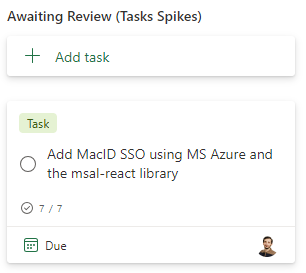 Awaiting Review (Tasks Spikes)
Add task
Task
Add MacID SSO using MS Azure and
the msal-react library
7 / 7
Due